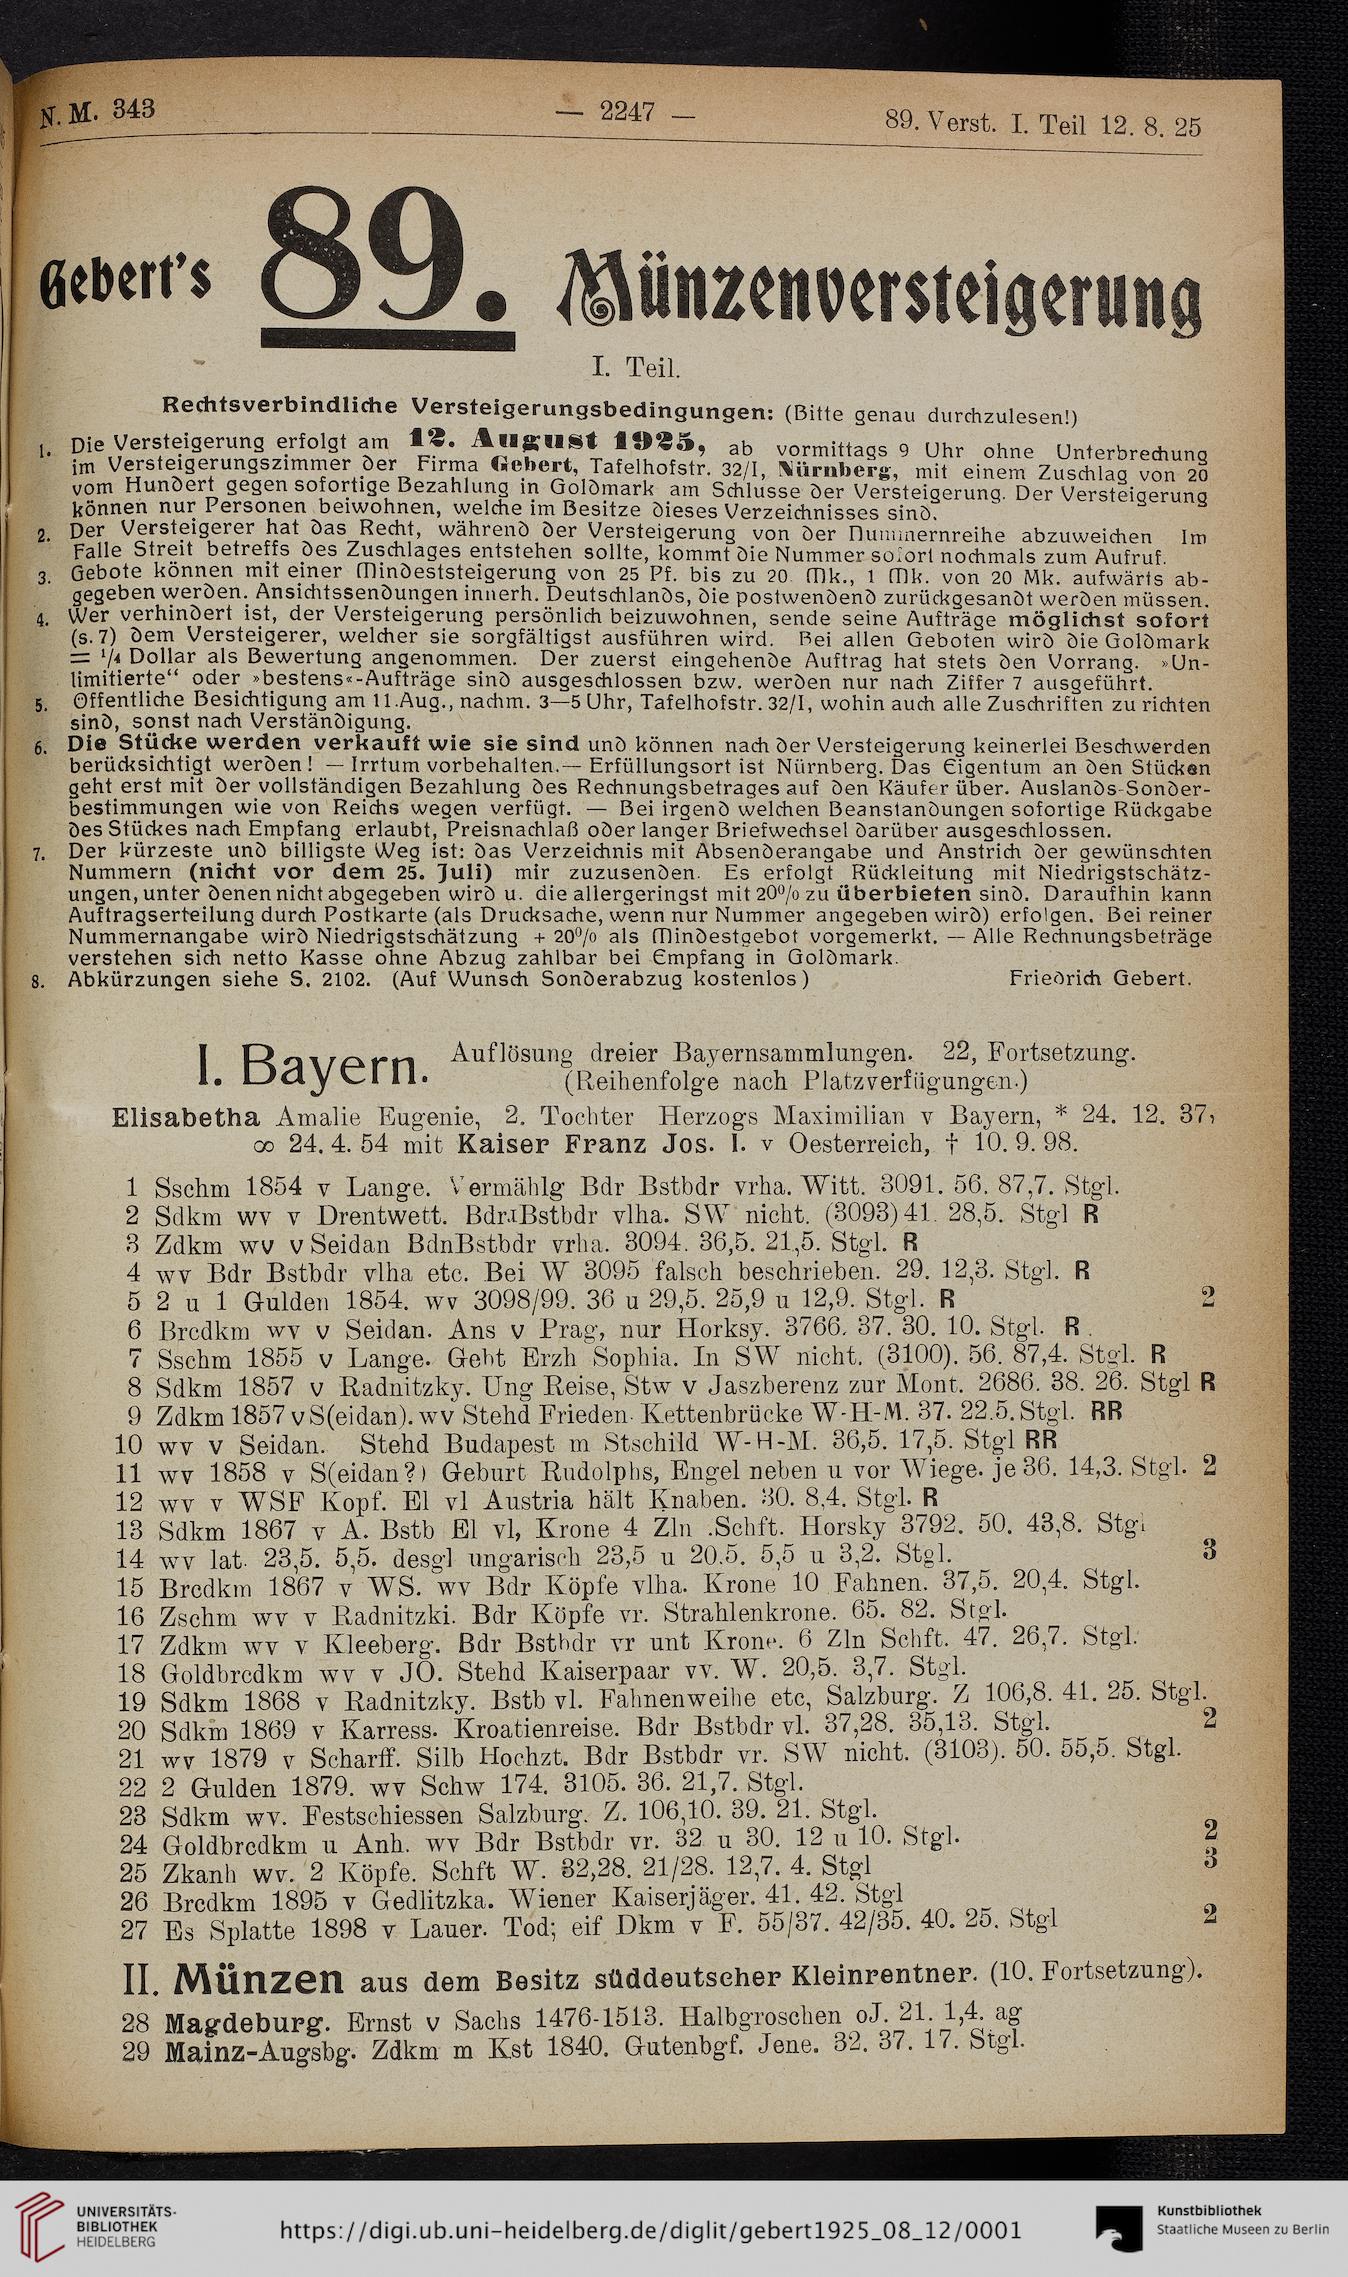 N. M. 343 — 2247 — 89. Verst. I. Teil 12. 8. 25
Gebert's 89. Münzenversteigerung
I. Teil.
Rechtsverbindliche Versteigerungsbedingungen: (Bitte genau durchzulesen!)
1. Die Versteigerung erfolgt am 12. August 1925, ab vormittags 9 Uhr ohne Unterbrechung
im Versteigerungszimmer der Firma Gebert, Tafelhofstr. 32/I, Nürnberg, mit einem Zuschlag von 20
vom Hundert gegen sofortige Bezahlung in Goldmark am Schlusse der Versteigerung. Der Versteigerung
können nur Personen beiwohnen, welche im Besitze dieses Verzeichnisses sind.
2. Der Versteigerer hat das Recht, während der Versteigerung von der Nummernreihe abzuweichen Im
Falle Streit betreffs des Zuschlages entstehen sollte, kommt die Nummer sofort nochmals zum Aufruf.
3. Gebote können mit einer Mindeststeigerung von 25 Pf. bis zu 20 Mk., 1 Mk. von 20 Mk. aufwärts ab-
gegeben werden. Ansichtssendungen innerh. Deutschlands, die postwendend zurückgesandt werden müssen.
4. Wer verhindert ist, der Versteigerung persönlich beizuwohnen, sende seine Aufträge möglichst sofort
(s. 7) dem Versteigerer, welcher sie sorgfältigst ausführen wird. Bei allen Geboten wird die Goldmark
= 1/4 Dollar als Bewertung angenommen. Der zuerst eingehende Auftrag hat stets den Vorrang. »Un-
limitierte“ oder »bestens«-Aufträge sind ausgeschlossen bzw. werden nur nach Ziffer 7 ausgeführt.
5. Öffentliche Besichtigung am 11.Aug., nachm. 3—5 Uhr, Tafelhofstr. 32/I, wohin auch alle Zuschriften zu richten
sind, sonst nach Verständigung.
6. Die Stücke werden verkauft wie sie sind und können nach der Versteigerung keinerlei Beschwerden
berücksichtigt werden! — Irrtum vorbehalten.— Erfüllungsort ist Nürnberg. Das Eigentum an den Stücken
geht erst mit der vollständigen Bezahlung des Rechnungsbetrages auf den Käufer über. Auslands-Sonder-
bestimmungen wie von Reichs wegen verfügt. — Bei irgend welchen Beanstandungen sofortige Rückgabe
des Stückes nach Empfang erlaubt, Preisnachlaß oder langer Briefwechsel darüber ausgeschlossen.
7. Der kürzeste und billigste Weg ist: das Verzeichnis mit Absenderangabe und Anstrich der gewünschten
Nummern (nicht vor dem 25. Juli) mir zuzusenden. Es erfolgt Rückleitung mit Niedrigstschätz-
ungen, unter denen nicht abgegeben wird u. die allergeringst mit 20% zu überbieten sind. Daraufhin kann
Auftragserteilung durch Postkarte (als Drucksache, wenn nur Nummer angegeben wird) erfolgen. Bei reiner
Nummernangabe wird Niedrigstschätzung + 20% als Mindestgebot vorgemerkt. — Alle Rechnungsbeträge
verstehen sich netto Kasse ohne Abzug zahlbar bei Empfang in Goldmark.
8. Abkürzungen siehe S. 2102. (Auf Wunsch Sonderabzug kostenlos) Friedrich Gebert.
I. Bayern. Auflösung dreier Bayernsammlungen. 22, Fortsetzung.
(Reihenfolge nach Platzverfügungen.)
Elisabetha Amalie Eugenie, 2. Tochter Herzogs Maximilian v Bayern, * 24. 12. 37,
∞ 24. 4. 54 mit Kaiser Franz Jos. I. v Oesterreich, † 10. 9. 98.
1 Sschm 1854 v Lange. Vermählg Bdr Bstbdr vrha. Witt. 3091. 56. 87,7. Stgl.
2 Sdkm wv v Drentwett. Bdr.Bstbdr vlha. SW nicht. (3093) 41. 28,5. Stgl R
3 Zdkm wv v Seidan BdnBstbdr vrha. 3094. 36,5. 21,5. Stgl. R
4 wv Bdr Bstbdr vlha etc. Bei W 3095 falsch beschrieben. 29. 12,3. Stgl. R
5 2 u 1 Gulden 1854. wv 3098/99. 36 u 29,5. 25,9 u 12,9. Stgl. R 2
6 Brcdkm wv v Seidan. Ans v Prag, nur Horksy. 3766. 37. 30. 10. Stgl. R.
7 Sschm 1855 v Lange. Gebt Erzh Sophia. In SW nicht. (3100). 56. 87,4. Stgl. R
8 Sdkm 1857 v Radnitzky. Ung Reise, Stw v Jaszberenz zur Mont. 2686. 38. 26. Stgl R
9 Zdkm 1857 v S(eidan). wv Stehd Frieden. Kettenbrücke W-H-M. 37. 22.5. Stgl. RR
10 wv v Seidan. Stehd Budapest m Stschild W-H-M. 36,5. 17,5. Stgl RR
11 wv 1858 v S(eidan?) Geburt Rudolphs, Engel neben u vor Wiege. je 36. 14,3. Stgl. 2
12 wv v WSF Kopf. El vl Austria hält Knaben. 30. 8,4. Stgl. R
13 Sdkm 1867 v A. Bstb El vl, Krone 4 Zln .Schft. Horsky 3792. 50. 43,8. Stgl
14 wv lat. 23,5. 5,5. desgl ungarisch 23,5 u 20.5. 5,5 u 3,2. Stgl. 3
15 Brcdkm 1867 v WS. wv Bdr Köpfe vlha. Krone 10 Fahnen. 37,5. 20,4. Stgl.
16 Zschm wv v Radnitzki. Bdr Köpfe vr. Strahlenkrone. 65. 82. Stgl.
17 Zdkm wv v Kleeberg. Bdr Bstbdr vr unt Krone. 6 Zln Schft. 47. 26,7. Stgl.
18 Goldbrcdkm wv v JO. Stehd Kaiserpaar vv. W. 20,5. 3,7. Stgl.
19 Sdkm 1868 v Radnitzky. Bstb vl. Fahnenweihe etc, Salzburg. Z 106,8. 41. 25. Stgl.
20 Sdkm 1869 v Karress. Kroatienreise. Bdr Bstbdr vl. 37,28. 35,13. Stgl. 2
21 wv 1879 v Scharff. Silb Hochzt. Bdr Bstbdr vr. SW nicht. (3103). 50. 55,5. Stgl.
22 2 Gulden 1879. wv Schw 174. 3105. 36. 21,7. Stgl.
23 Sdkm wv. Festschiessen Salzburg. Z. 106,10. 39. 21. Stgl.
24 Goldbrcdkm u Anh. wv Bdr Bstbdr vr. 32 u 30. 12 u 10. Stgl. 2
25 Zkanh wv. 2 Köpfe. Schft W. 32,28. 21/28. 12,7. 4. Stgl 3
26 Brcdkm 1895 v Gedlitzka. Wiener Kaiserjäger. 41. 42. Stgl
27 Es Splatte 1898 v Lauer. Tod; eif Dkm v F. 55/37. 42/35. 40. 25. Stgl 2
II. Münzen aus dem Besitz süddeutscher Kleinrentner. (10. Fortsetzung).
28 Magdeburg. Ernst v Sachs 1476-1513. Halbgroschen oJ. 21. 1,4. ag
29 Mainz-Augsbg. Zdkm m Kst 1840. Gutenbgf. Jene. 32. 37. 17. Stgl.
UNIVERSITÄTS-
BIBLIOTHEK
HEIDELBERG
https://digi.ub.uni-heidelberg.de/diglit/gebert1925_08_12/0001
Kunstbibliothek
Staatliche Museen zu Berlin